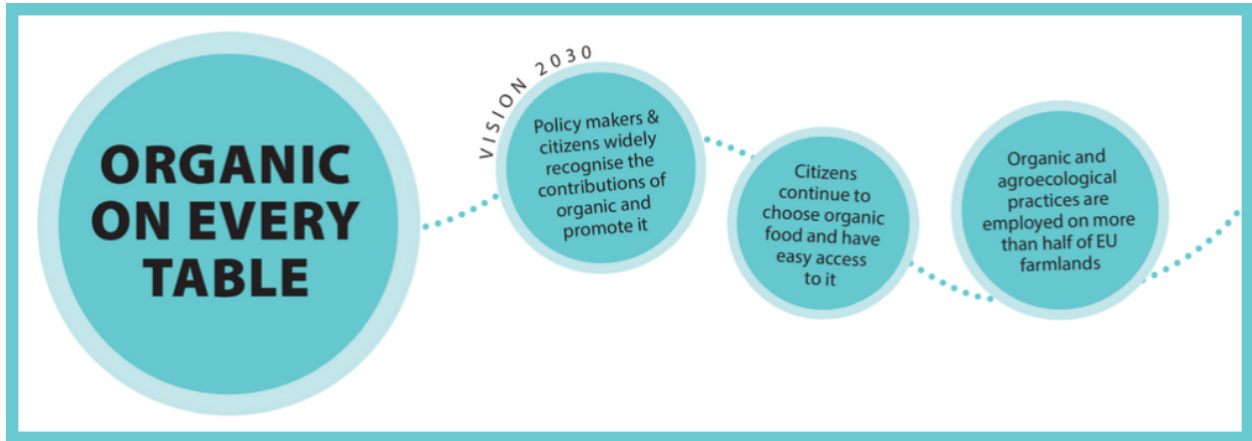 ORGANIC
ON EVERY
TABLE
VISION 2030
Policy makers &
citizens widely
recognise the
contributions of
organic and
promote it
Citizens
continue to
choose organic
food and have
easy access
to it
Organic and
agroecological
practices are
employed on more
than half of EU
farmlands